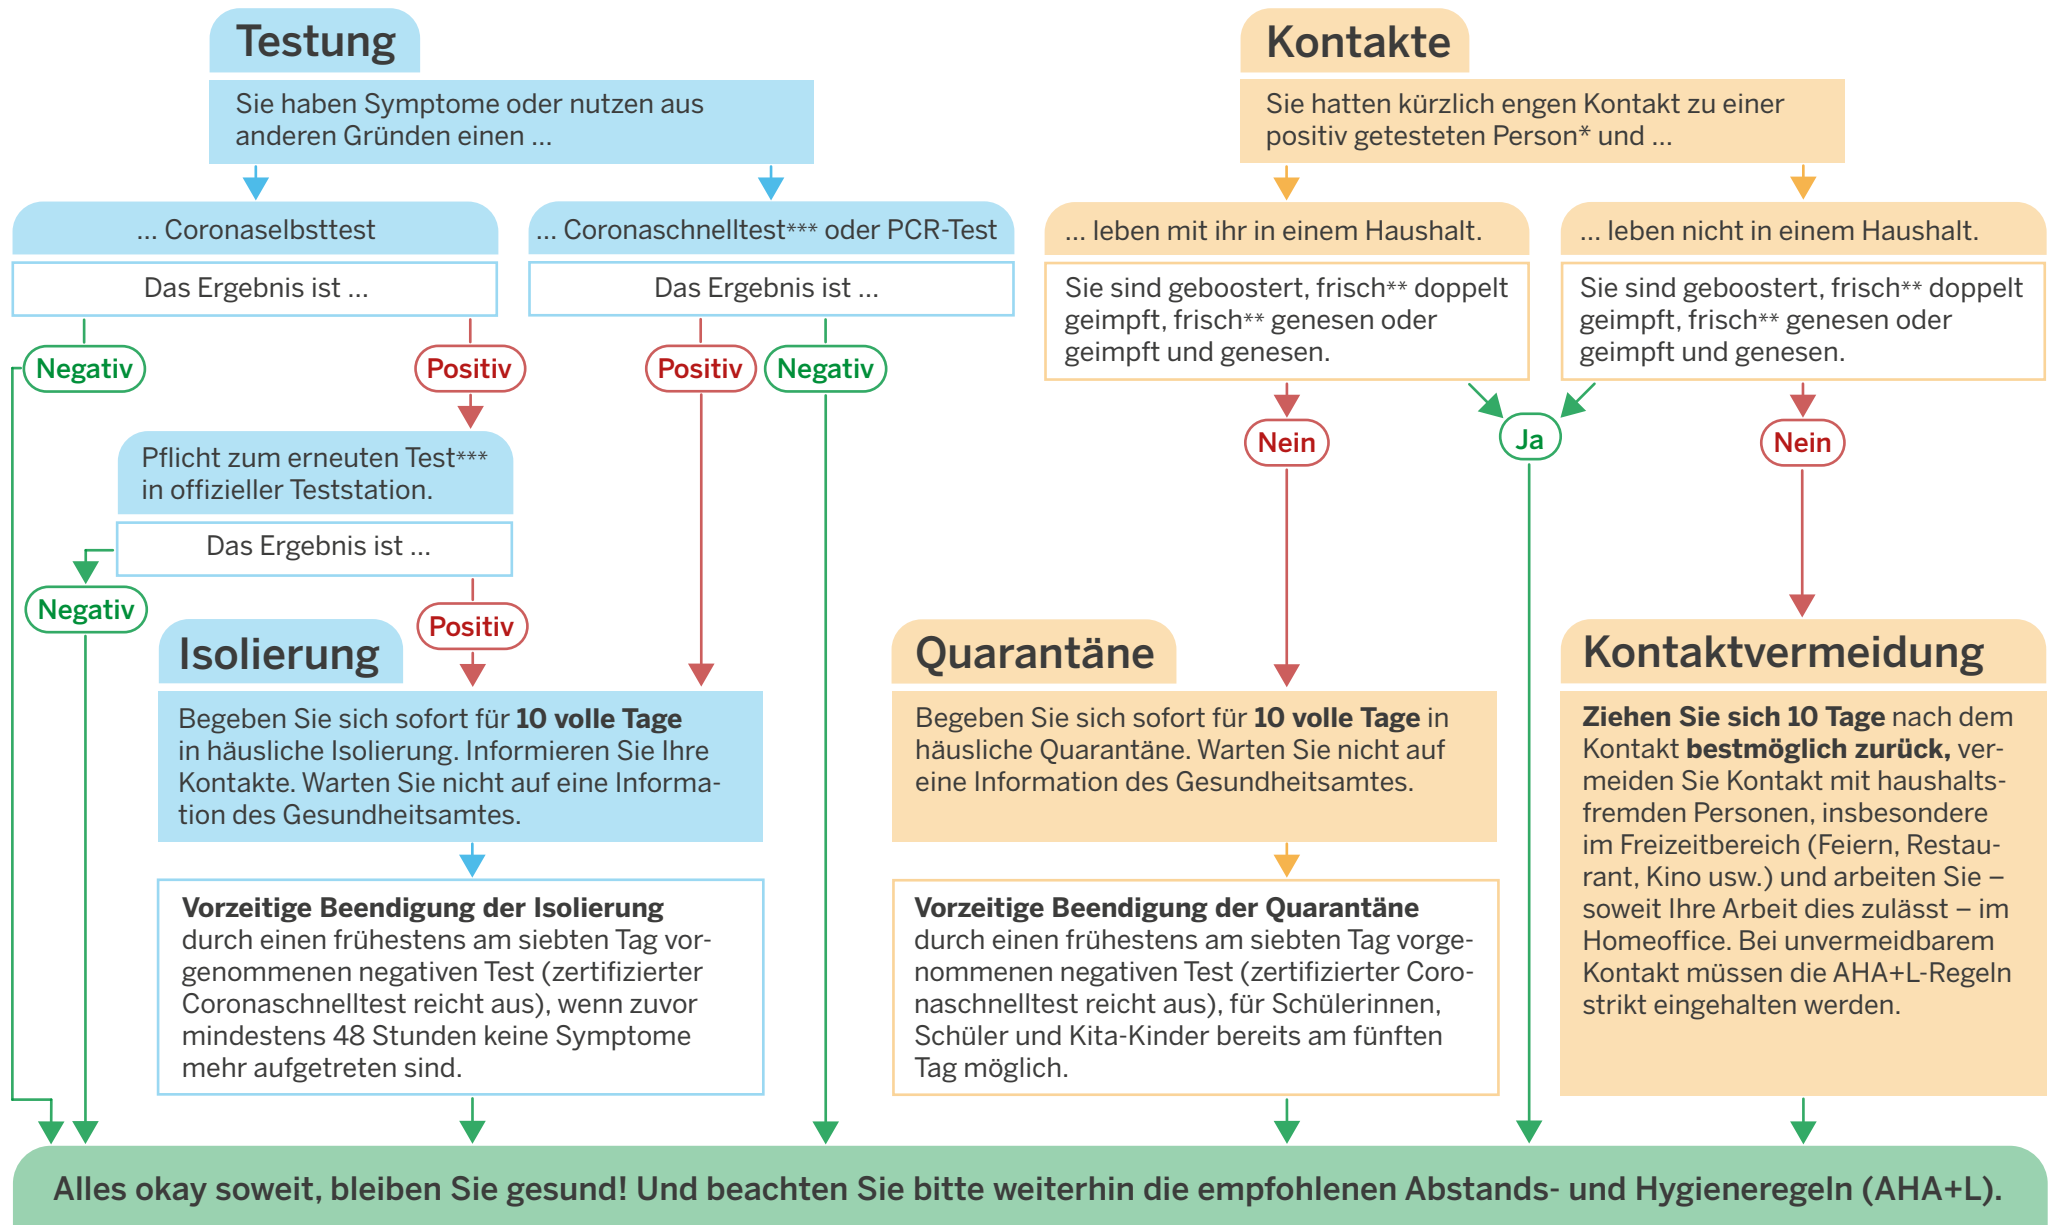 Testung
Sie haben Symptome oder nutzen aus
anderen Gründen einen ...
... Coronaselbsttest
Das Ergebnis ist ...
Negativ
Positiv
Pflicht zum erneuten Test***
in offizieller Teststation.
Das Ergebnis ist ...
Negativ
Positiv
... Coronaschnelltest*** oder PCR-Test
Das Ergebnis ist ...
Positiv
Negativ
Isolierung
Begeben Sie sich sofort für 10 volle Tage
in häusliche Isolierung. Informieren Sie Ihre
Kontakte. Warten Sie nicht auf eine Informa-
tion des Gesundheitsamtes.
Vorzeitige Beendigung der Isolierung
durch einen frühestens am siebten Tag vor-
genommenen negativen Test (zertifizierter
Coronaschnelltest reicht aus), wenn zuvor
mindestens 48 Stunden keine Symptome
mehr aufgetreten sind.
Kontakte
Sie hatten kürzlich engen Kontakt zu einer
positiv getesteten Person* und ...
... leben mit ihr in einem Haushalt.
Sie sind geboostert, frisch** doppelt
geimpft, frisch** genesen oder
geimpft und genesen.
Nein
Ja
... leben nicht in einem Haushalt.
Sie sind geboostert, frisch** doppelt
geimpft, frisch** genesen oder
geimpft und genesen.
Nein
Quarantäne
Begeben Sie sich sofort für 10 volle Tage in
häusliche Quarantäne. Warten Sie nicht auf
eine Information des Gesundheitsamtes.
Vorzeitige Beendigung der Quarantäne
durch einen frühestens am siebten Tag vorge-
nommenen negativen Test (zertifizierter Coro-
naschnelltest reicht aus), für Schülerinnen,
Schüler und Kita-Kinder bereits am fünften
Tag möglich.
Kontaktvermeidung
Ziehen Sie sich 10 Tage nach dem
Kontakt bestmöglich zurück, ver-
meiden Sie Kontakt mit haushalts-
fremden Personen, insbesondere
im Freizeitbereich (Feiern, Restau-
rant, Kino usw.) und arbeiten Sie –
soweit Ihre Arbeit dies zulässt – im
Homeoffice. Bei unvermeidbarem
Kontakt müssen die AHA+L-Regeln
strikt eingehalten werden.
Alles okay soweit, bleiben Sie gesund! Und beachten Sie bitte weiterhin die empfohlenen Abstands- und Hygieneregeln (AHA+L).